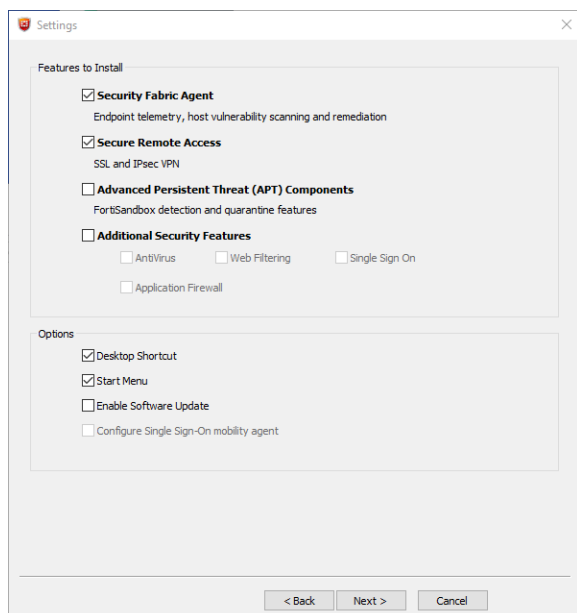 Settings
Features to Install
Security Fabric Agent
Endpoint telemetry, host vulnerability scanning and remediation
Secure Remote Access
SSL and IPsec VPN
Advanced Persistent Threat (APT) Components
FortiSandbox detection and quarantine features
Additional Security Features
AntiVirus Web Filtering Single Sign On
Application Firewall
Options
Desktop Shortcut
Start Menu
Enable Software Update
Configure Single Sign-On mobility agent
< Back Next > Cancel